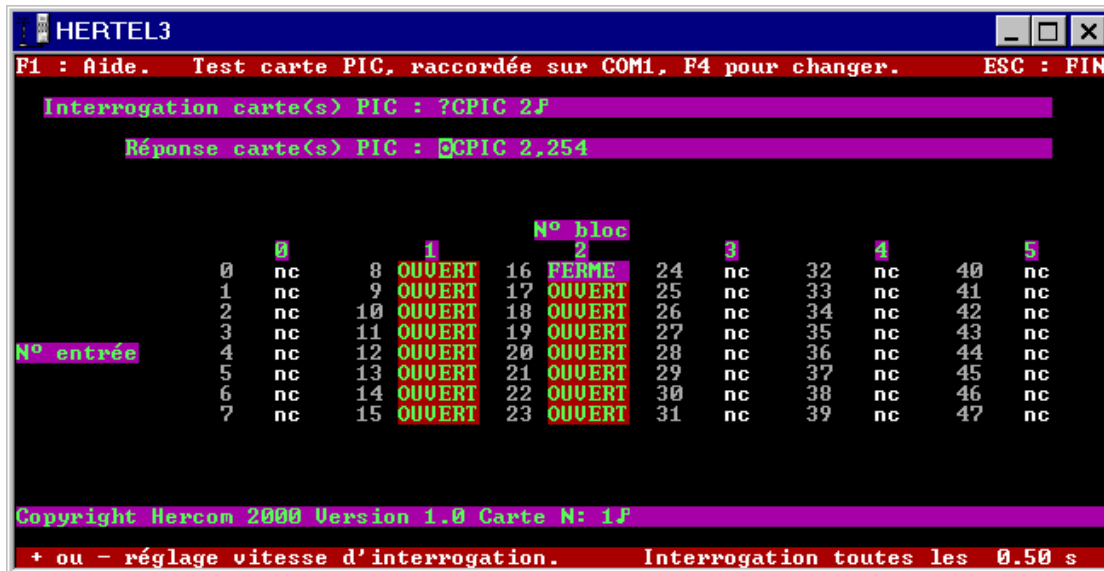 HERTEL3
F1 : Aide. Test carte PIC, raccordée sur COM1, F4 pour changer. ESC : FIN
Interrogation carte(s) PIC : ?CPIC 2♪
Réponse carte(s) PIC : ◘CPIC 2,254
Nº bloc
0 1 2 3 4 5
0 nc 8 OUVERT 16 FERME 24 nc 32 nc 40 nc
1 nc 9 OUVERT 17 OUVERT 25 nc 33 nc 41 nc
2 nc 10 OUVERT 18 OUVERT 26 nc 34 nc 42 nc
3 nc 11 OUVERT 19 OUVERT 27 nc 35 nc 43 nc
Nº entrée 4 nc 12 OUVERT 20 OUVERT 28 nc 36 nc 44 nc
5 nc 13 OUVERT 21 OUVERT 29 nc 37 nc 45 nc
6 nc 14 OUVERT 22 OUVERT 30 nc 38 nc 46 nc
7 nc 15 OUVERT 23 OUVERT 31 nc 39 nc 47 nc
Copyright Hercom 2000 Version 1.0 Carte N: 1♪
+ ou - réglage vitesse d'interrogation. Interrogation toutes les 0.50 s